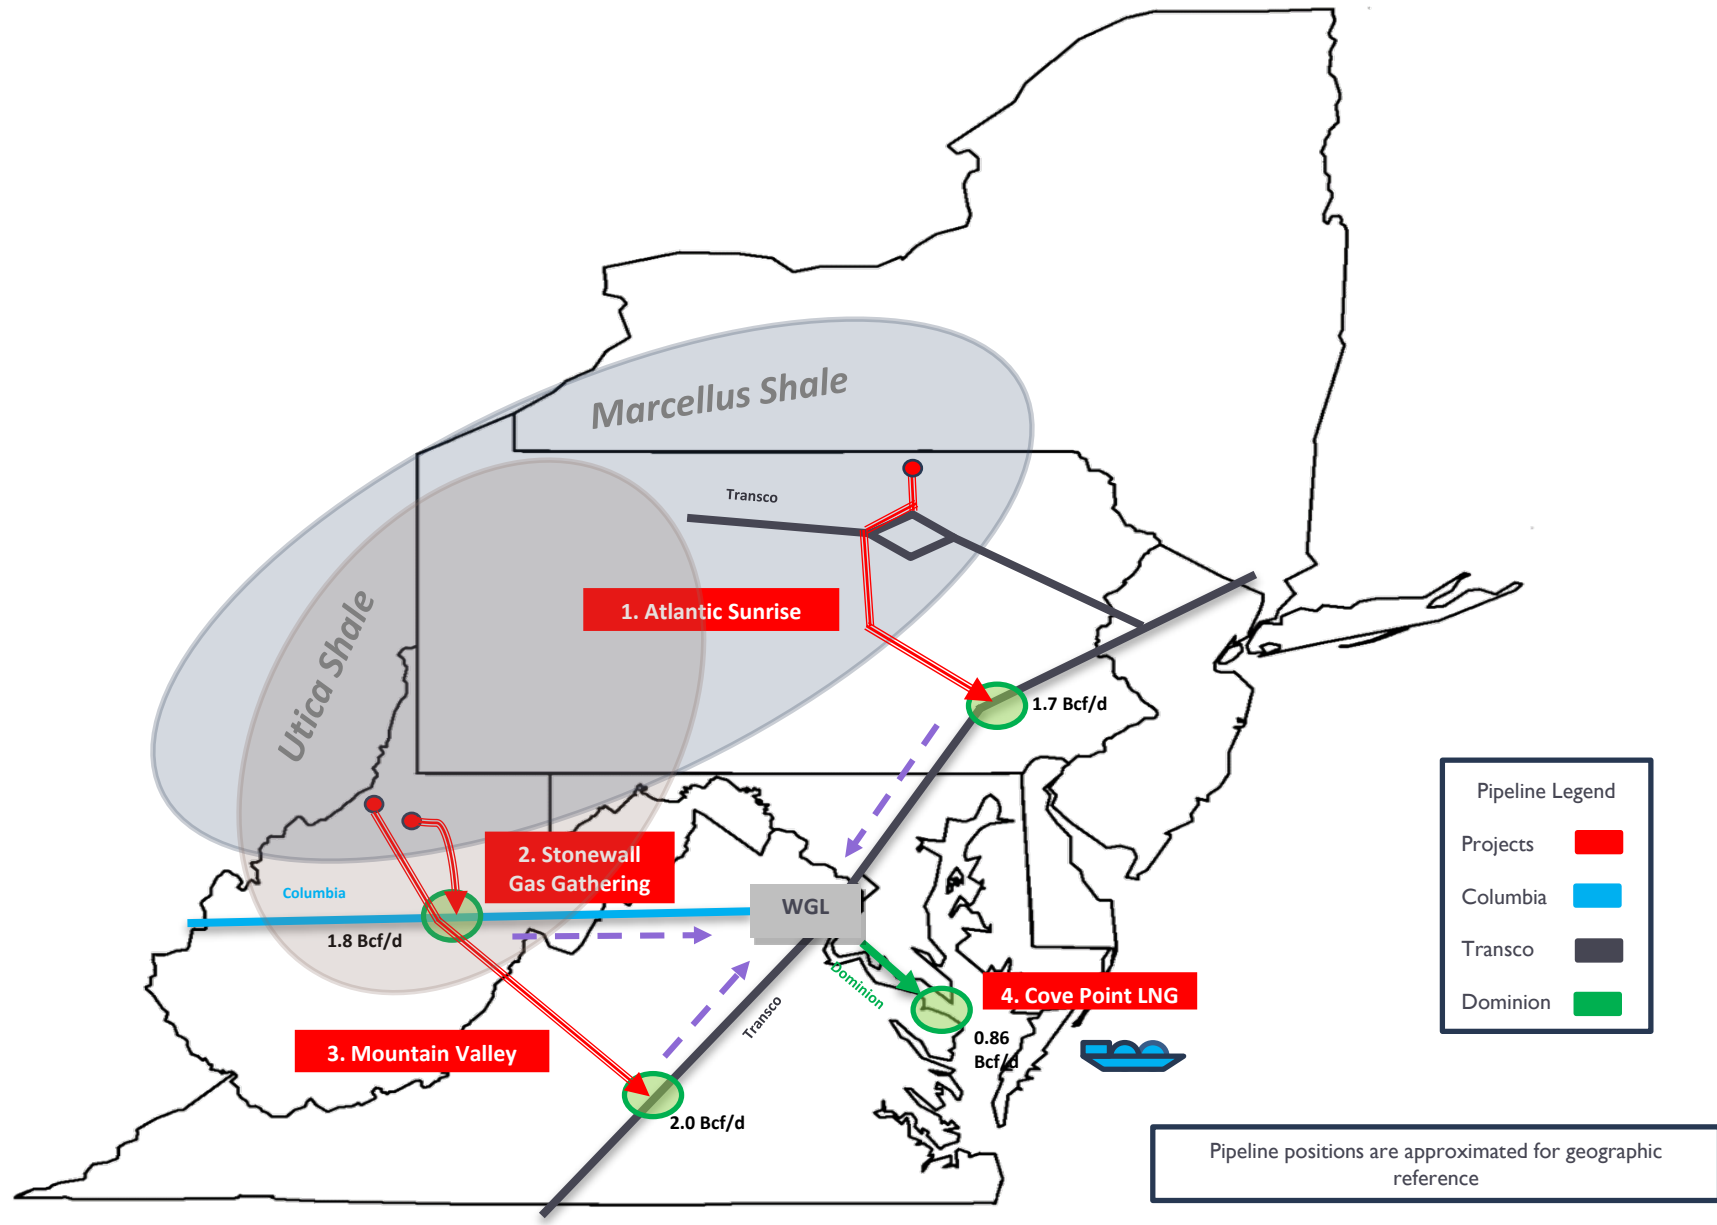 Marcellus Shale
Utica Shale
Transco
1. Atlantic Sunrise
1.7 Bcf/d
2. Stonewall
Gas Gathering
Columbia
1.8 Bcf/d
WGL
Dominion
Transco
3. Mountain Valley
2.0 Bcf/d
4. Cove Point LNG
0.86
Bcf/d
Pipeline Legend
Projects
Columbia
Transco
Dominion
Pipeline positions are approximated for geographic
reference